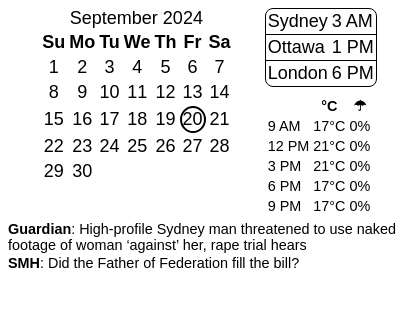 September 2024
Su Mo Tu We Th Fr Sa
1 2 3 4 5 6 7
8 9 10 11 12 13 14
15 16 17 18 19 20 21
22 23 24 25 26 27 28
29 30
Sydney 3 AM
Ottawa 1 PM
London 6 PM
°C ☂
9 AM 17°C 0%
12 PM 21°C 0%
3 PM 21°C 0%
6 PM 17°C 0%
9 PM 17°C 0%
Guardian: High-profile Sydney man threatened to use naked
footage of woman ‘against’ her, rape trial hears
SMH: Did the Father of Federation fill the bill?